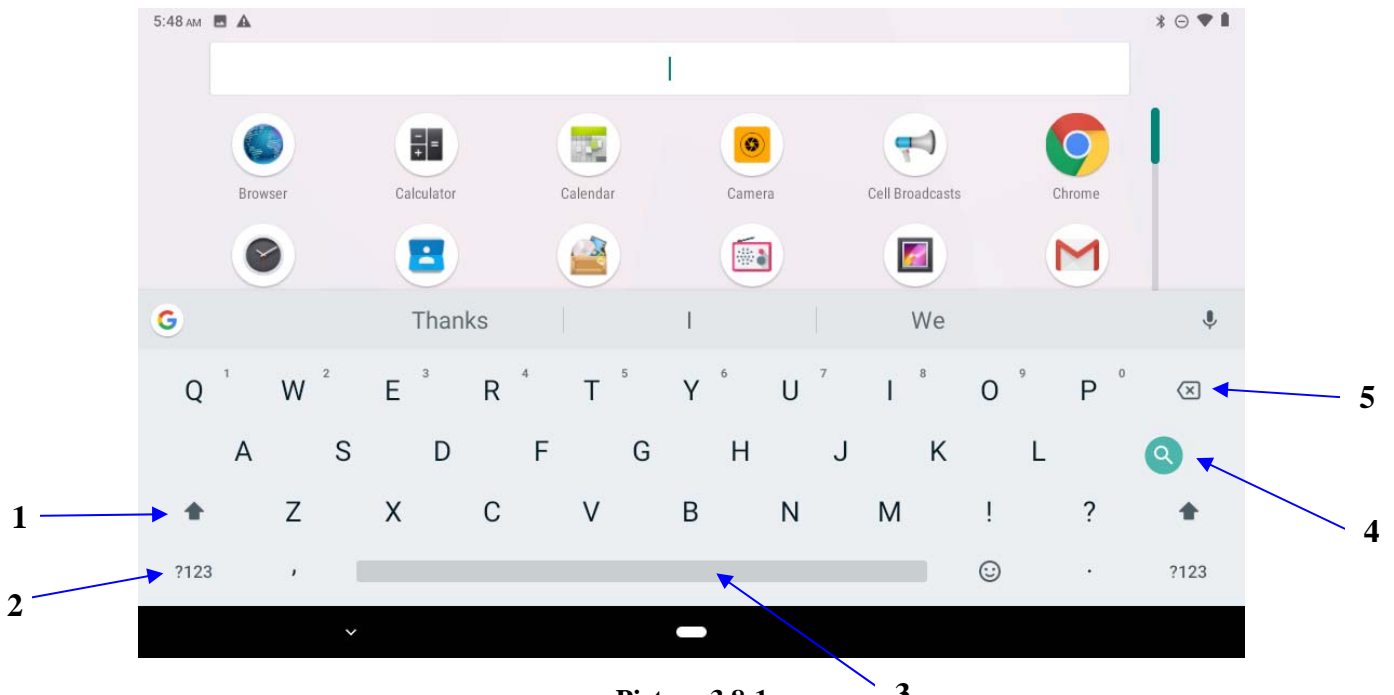 5:48 AM
Browser Calculator Calendar Camera Cell Broadcasts Chrome
G Thanks I We
Q 1 W 2 E 3 R 4 T 5 Y 6 U 7 I 8 O 9 P 0
5
A S D F G H J K L
1 Z X C V B N M ! ?
4
?123 , . ?123
2
3